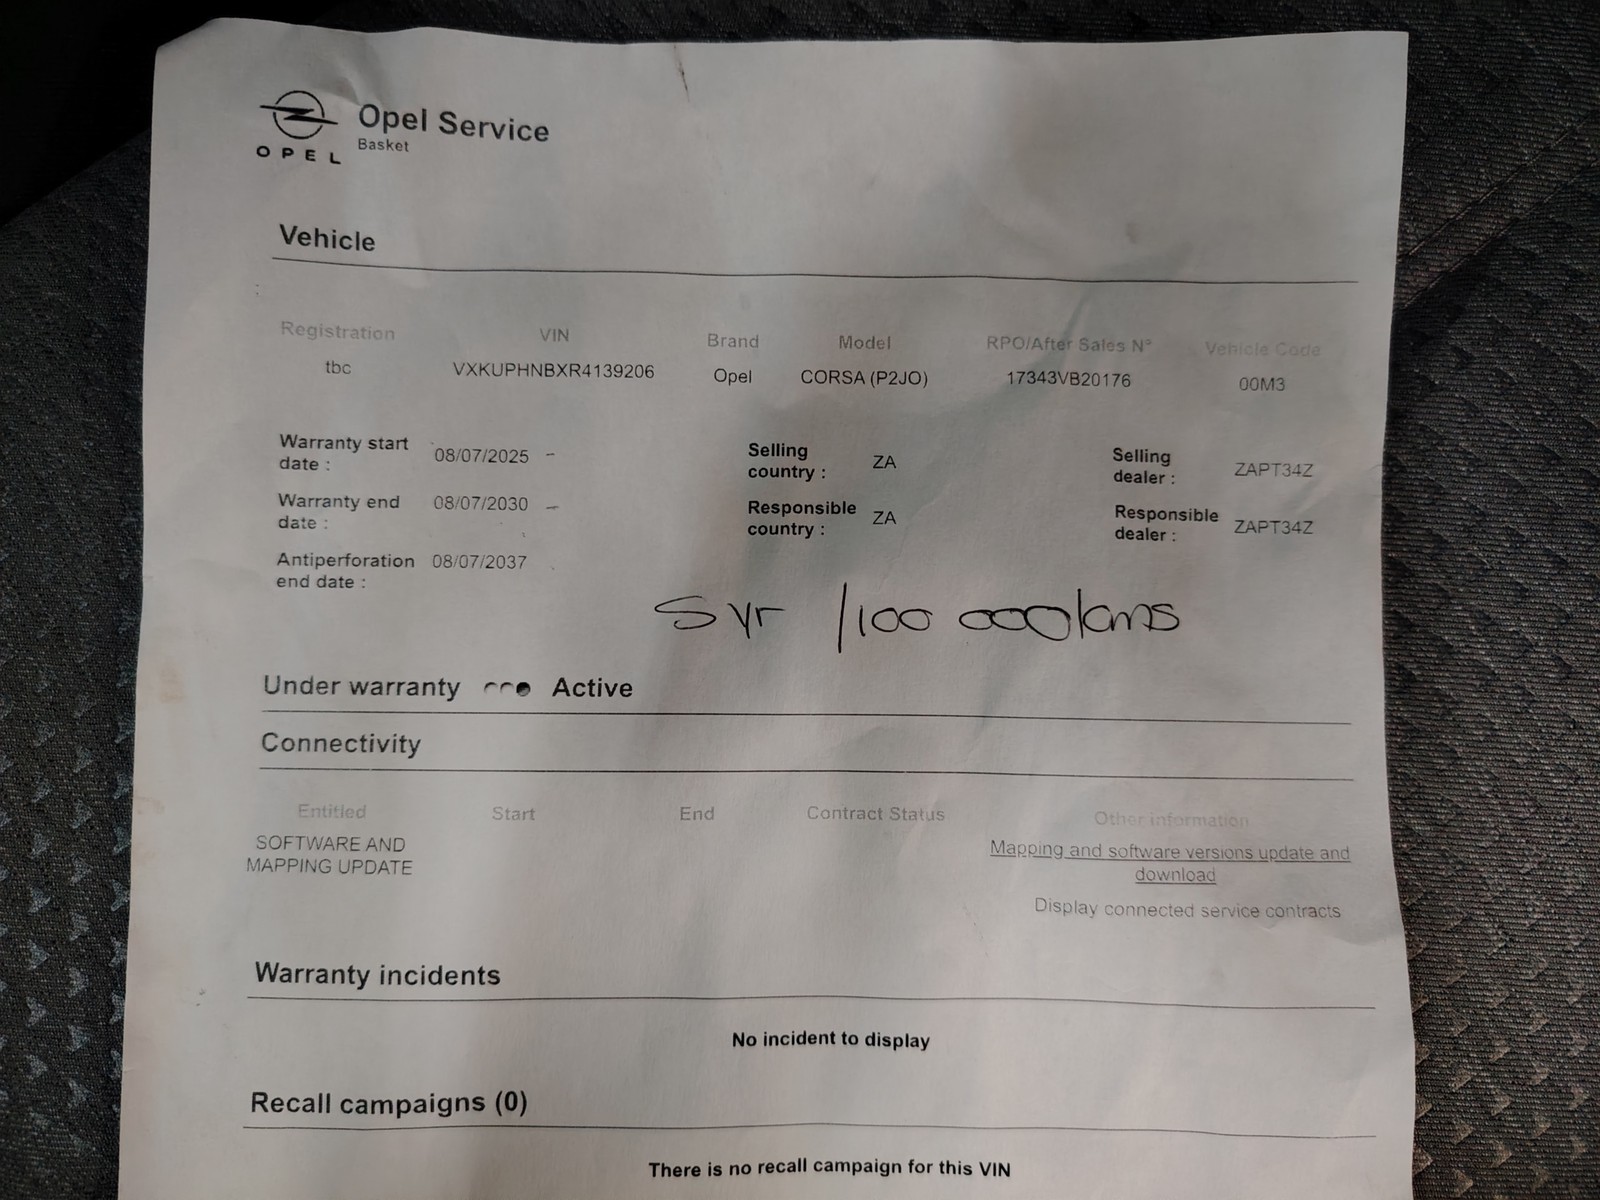 Opel Service
Basket
OPEL
Vehicle
Registration VIN Brand Model RPO/After Sales N° Vehicle Code
tbc VXKUPHNBXR4139206 Opel CORSA (P2JO) 17343VB20176 00M3
Warranty start date : 08/07/2025 - Selling country : ZA Selling dealer : ZAPT34Z
Warranty end date : 08/07/2030 - Responsible country : ZA Responsible dealer : ZAPT34Z
Antiperforation end date : 08/07/2037
5 yr / 100 000kms
Under warranty Active
Connectivity
Entitled Start End Contract Status Other information
SOFTWARE AND MAPPING UPDATE Mapping and software versions update and download
Display connected service contracts
Warranty incidents
No incident to display
Recall campaigns (0)
There is no recall campaign for this VIN